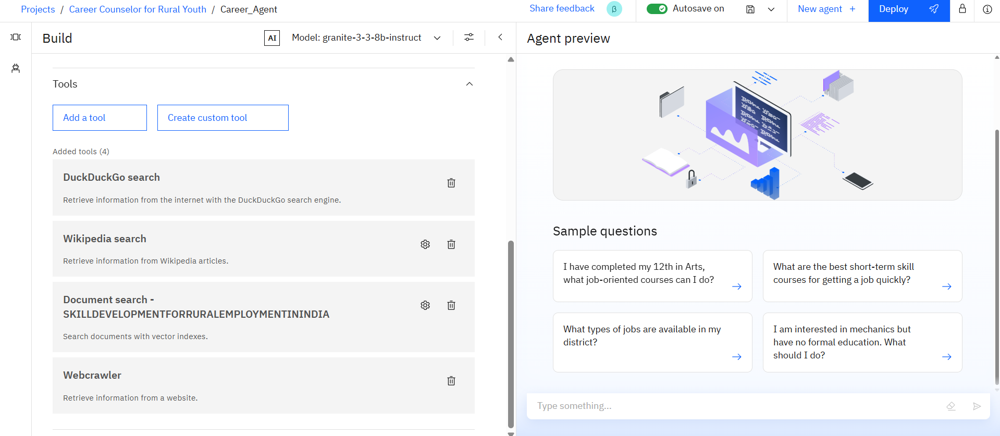 Projects / Career Counselor for Rural Youth / Career_Agent
Share feedback β
Autosave on
New agent +
Deploy
Build
AI Model: granite-3-3-8b-instruct
Agent preview
Tools
Add a tool
Create custom tool
Added tools (4)
DuckDuckGo search
Retrieve information from the internet with the DuckDuckGo search engine.
Wikipedia search
Retrieve information from Wikipedia articles.
Document search -
SKILLDEVELOPMENTFORRURALEMPLOYMENTININDIA
Search documents with vector indexes.
Webcrawler
Retrieve information from a website.
Sample questions
I have completed my 12th in Arts,
what job-oriented courses can I do?
What are the best short-term skill
courses for getting a job quickly?
What types of jobs are available in my
district?
I am interested in mechanics but
have no formal education. What
should I do?
Type something...